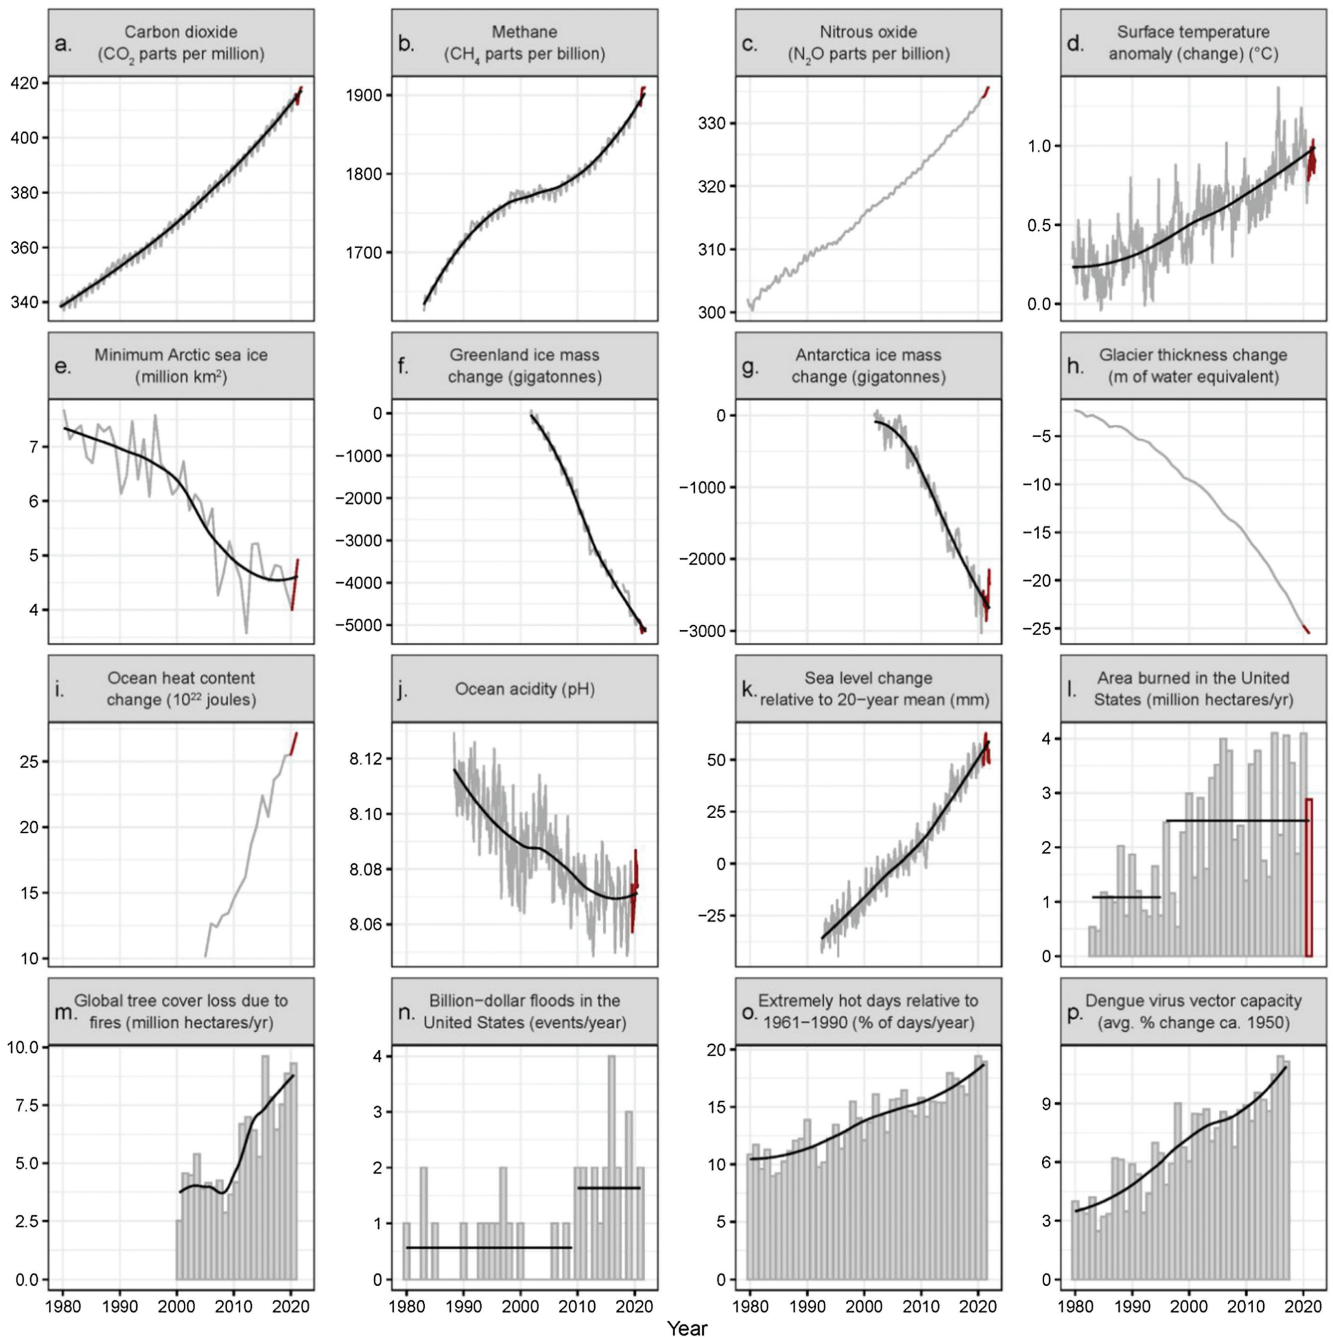 a. Carbon dioxide
(CO₂ parts per million)
420
400
380
360
340
b. Methane
(CH₄ parts per billion)
1900
1800
1700
c. Nitrous oxide
(N₂O parts per billion)
330
320
310
300
d. Surface temperature
anomaly (change) (°C)
1.0
0.5
0.0
e. Minimum Arctic sea ice
(million km²)
7
6
5
4
f. Greenland ice mass
change (gigatonnes)
0
−1000
−2000
−3000
−4000
−5000
g. Antarctica ice mass
change (gigatonnes)
0
−1000
−2000
−3000
h. Glacier thickness change
(m of water equivalent)
−5
−10
−15
−20
−25
i. Ocean heat content
change (10²² joules)
25
20
15
10
j. Ocean acidity (pH)
8.12
8.10
8.08
8.06
k. Sea level change
relative to 20−year mean (mm)
50
25
0
−25
l. Area burned in the United
States (million hectares/yr)
4
3
2
1
0
m. Global tree cover loss due to
fires (million hectares/yr)
10.0
7.5
5.0
2.5
0.0
1980 1990 2000 2010 2020
n. Billion−dollar floods in the
United States (events/year)
4
3
2
1
0
1980 1990 2000 2010 2020
o. Extremely hot days relative to
1961−1990 (% of days/year)
20
15
10
5
0
1980 1990 2000 2010 2020
p. Dengue virus vector capacity
(avg. % change ca. 1950)
9
6
3
0
1980 1990 2000 2010 2020
Year